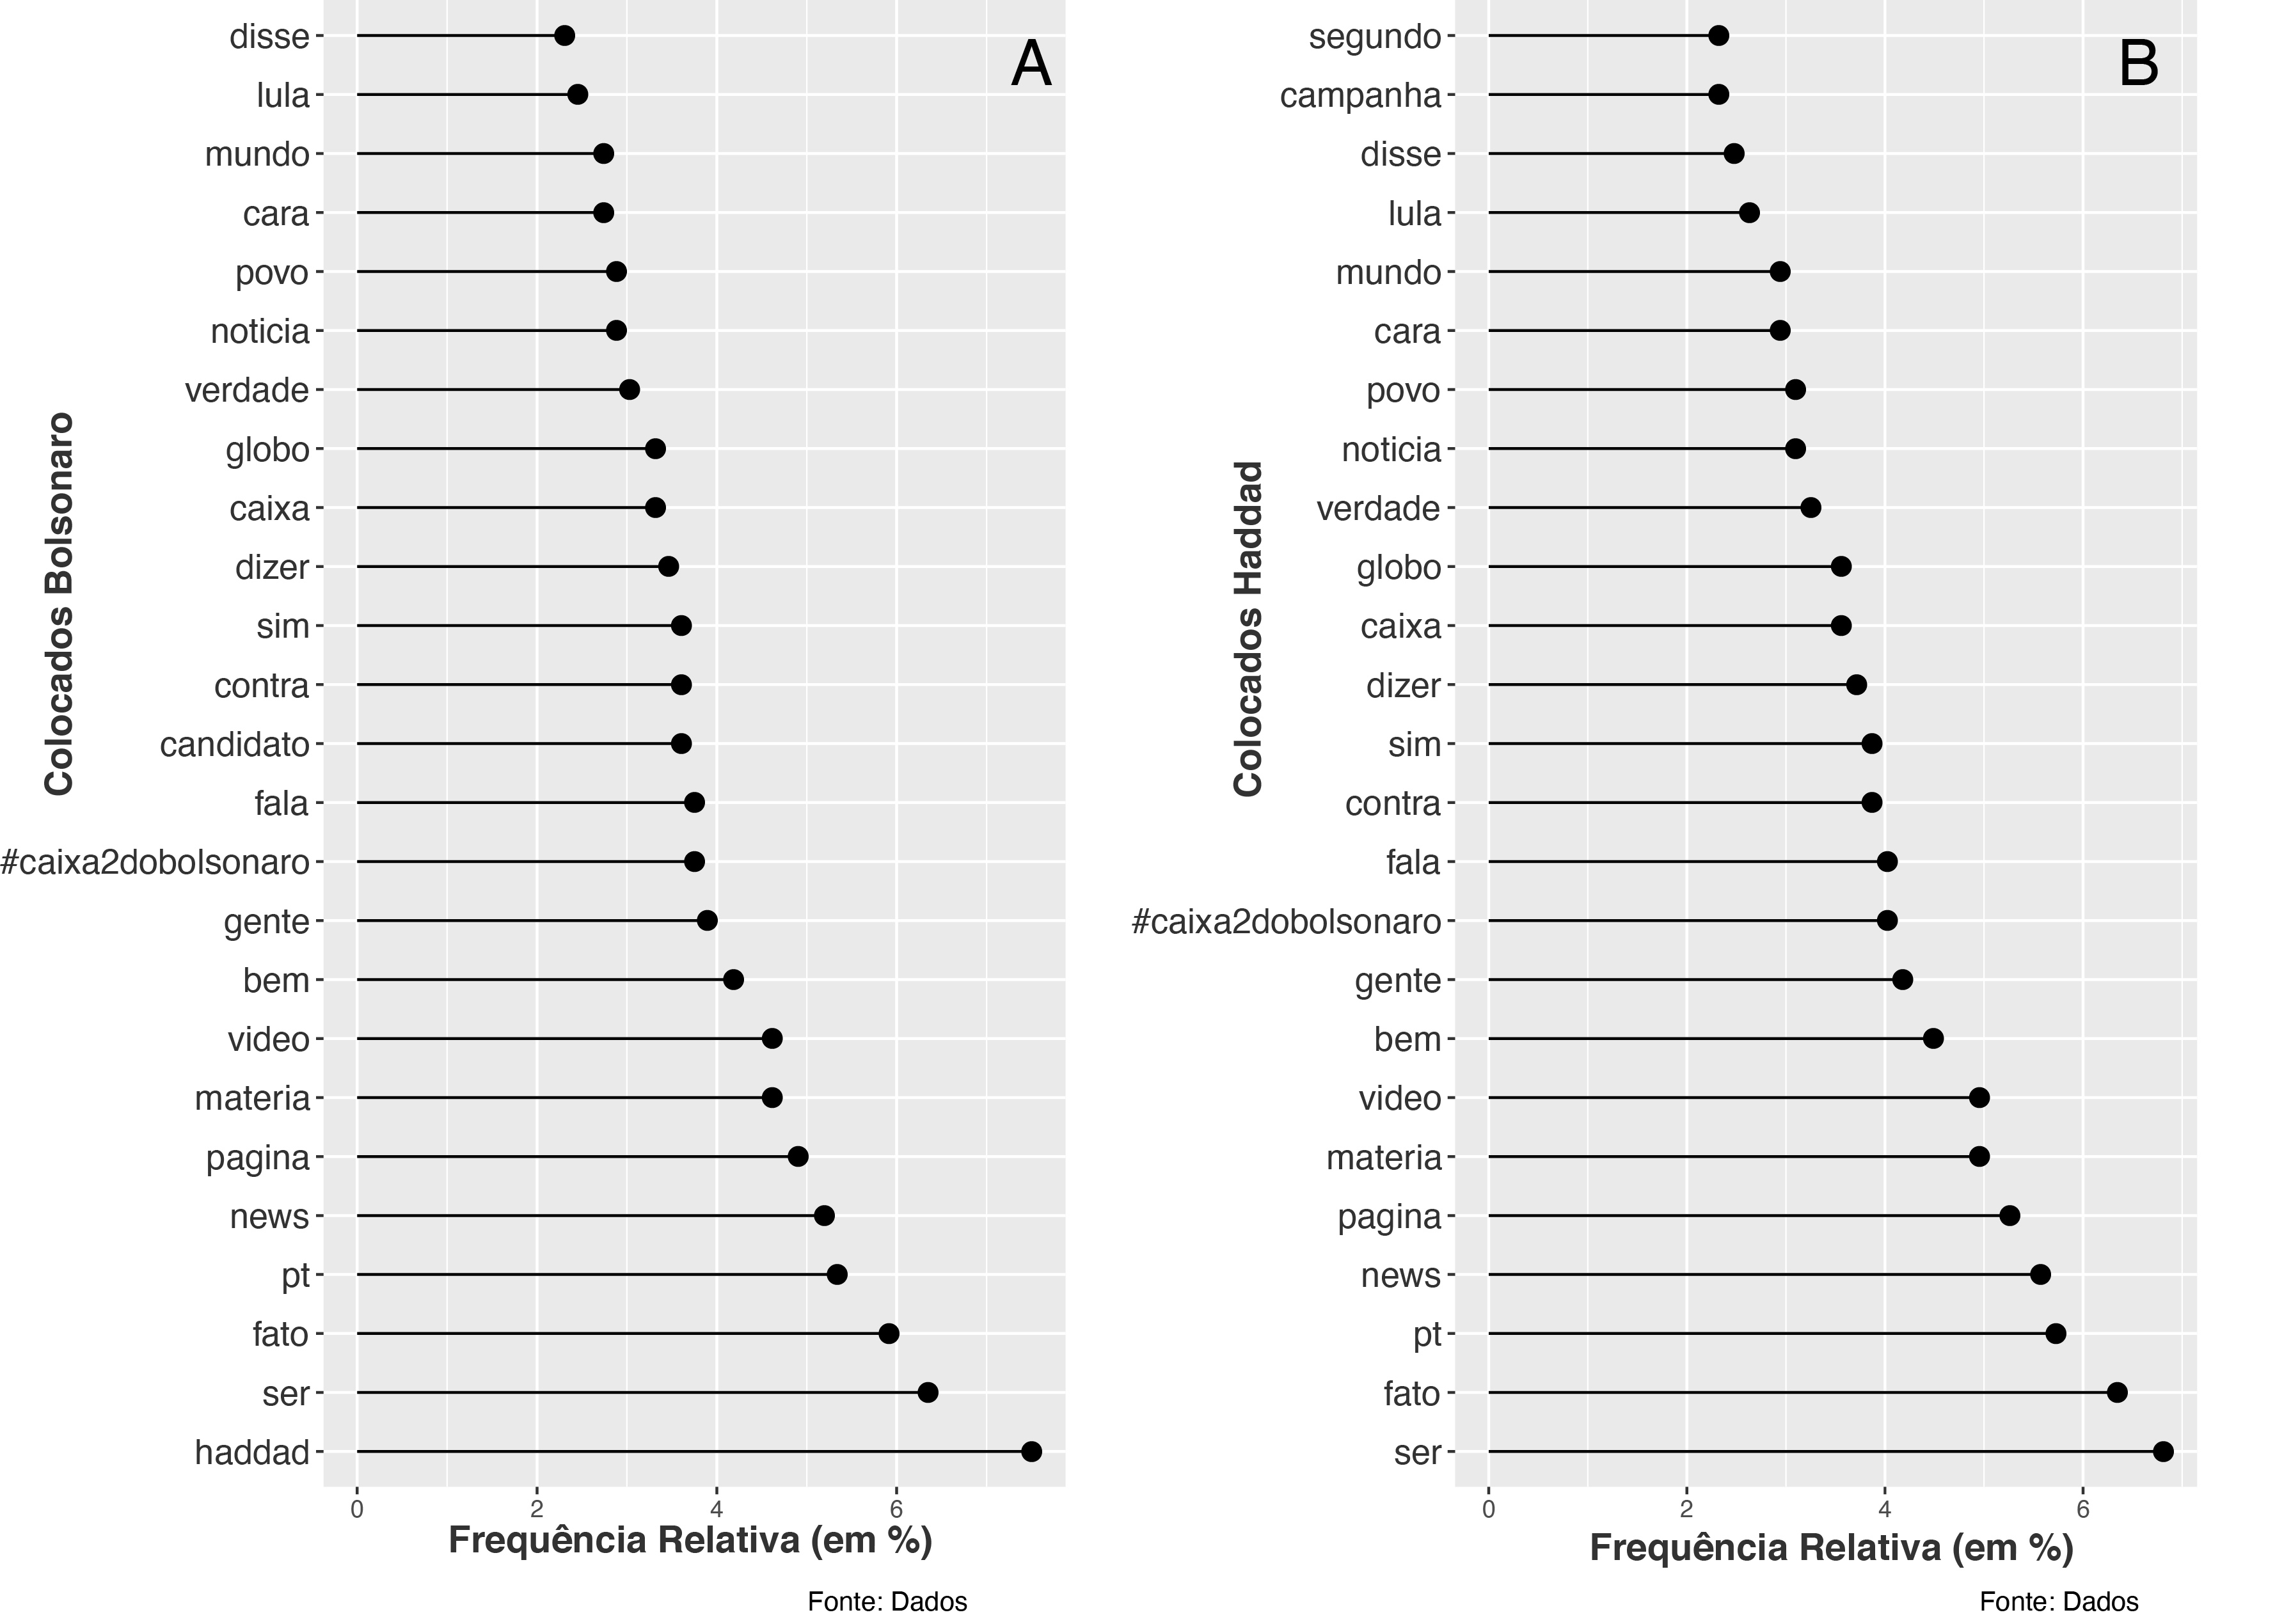 A
Colocados Bolsonaro
disse
lula
mundo
cara
povo
noticia
verdade
globo
caixa
dizer
sim
contra
candidato
fala
#caixa2dobolsonaro
gente
bem
video
materia
pagina
news
pt
fato
ser
haddad
0 2 4 6
Frequência Relativa (em %)
Fonte: Dados
B
Colocados Haddad
segundo
campanha
disse
lula
mundo
cara
povo
noticia
verdade
globo
caixa
dizer
sim
contra
fala
#caixa2dobolsonaro
gente
bem
video
materia
pagina
news
pt
fato
ser
0 2 4 6
Frequência Relativa (em %)
Fonte: Dados